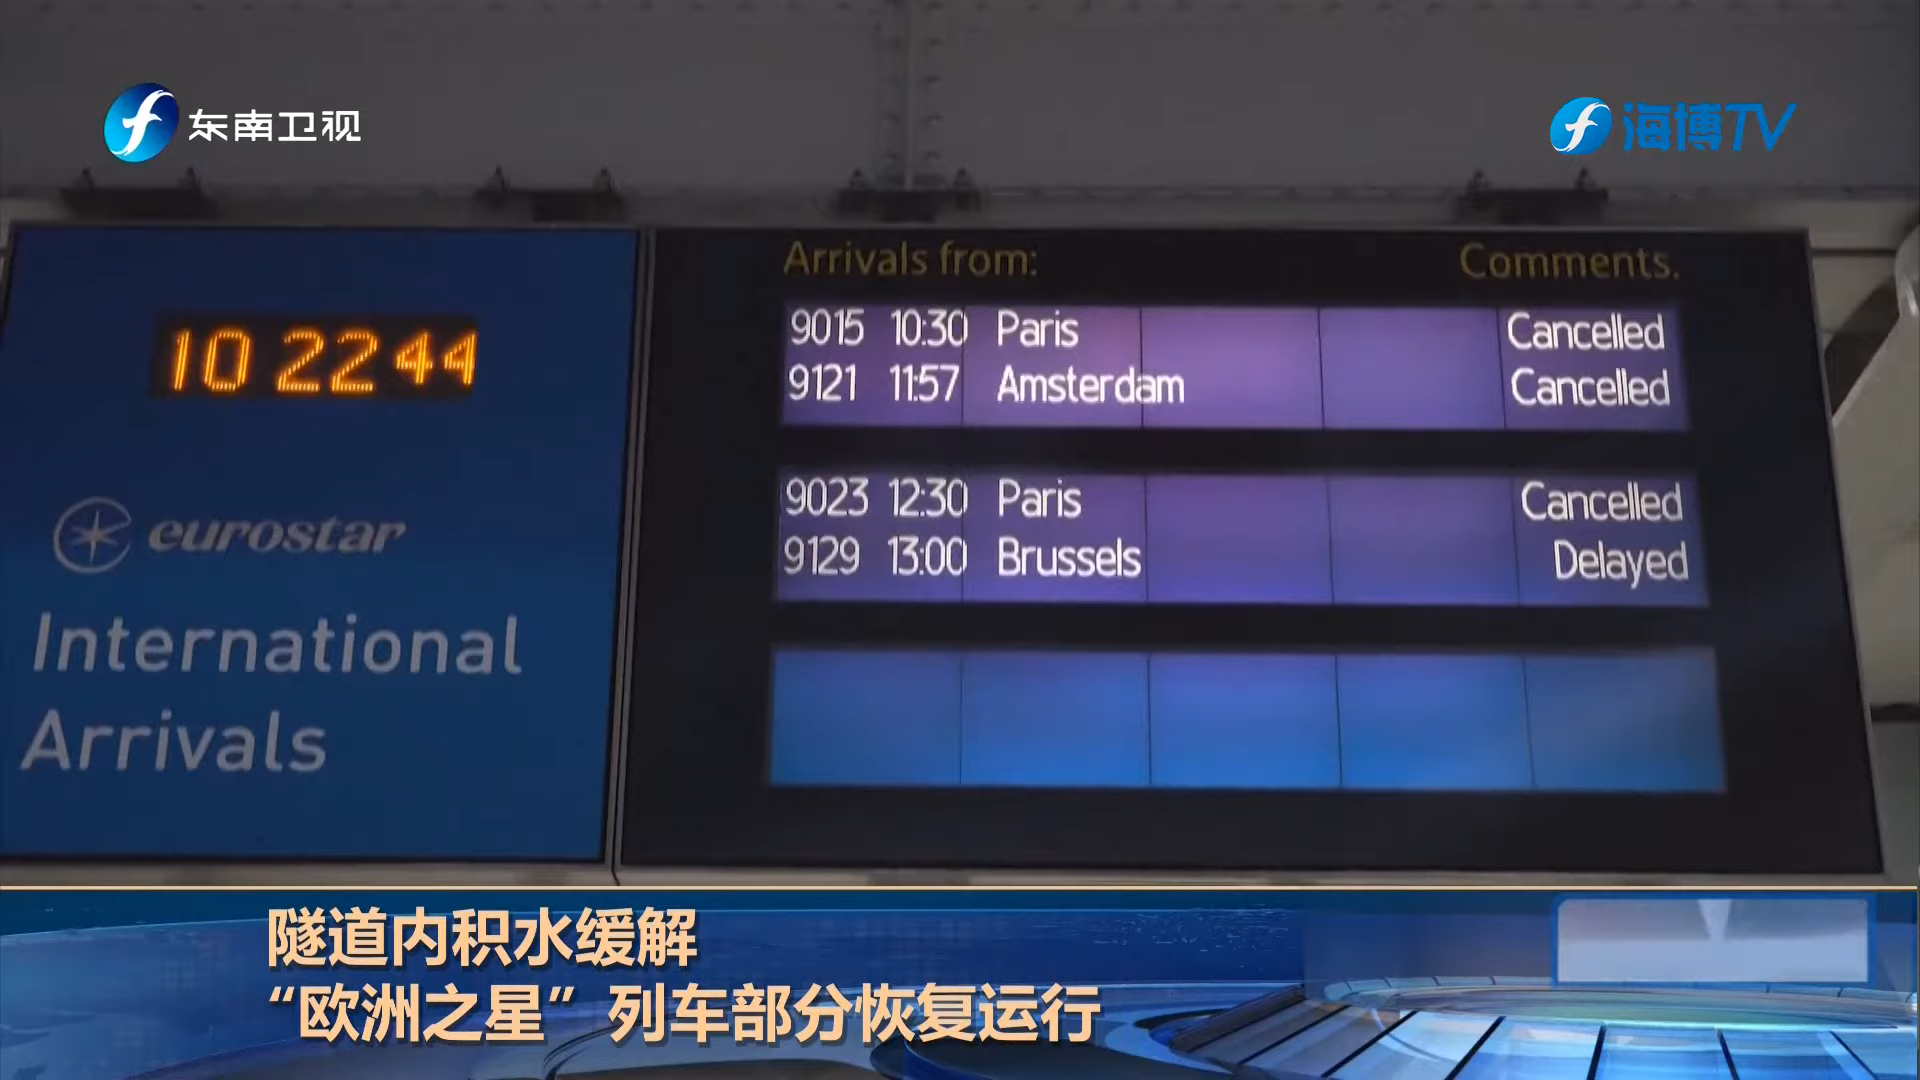 东南卫视
海博TV
10 22 44
eurostar
International
Arrivals
Arrivals from: Comments.
9015 10:30 Paris Cancelled
9121 11:57 Amsterdam Cancelled
9023 12:30 Paris Cancelled
9129 13:00 Brussels Delayed
隧道内积水缓解
“欧洲之星”列车部分恢复运行